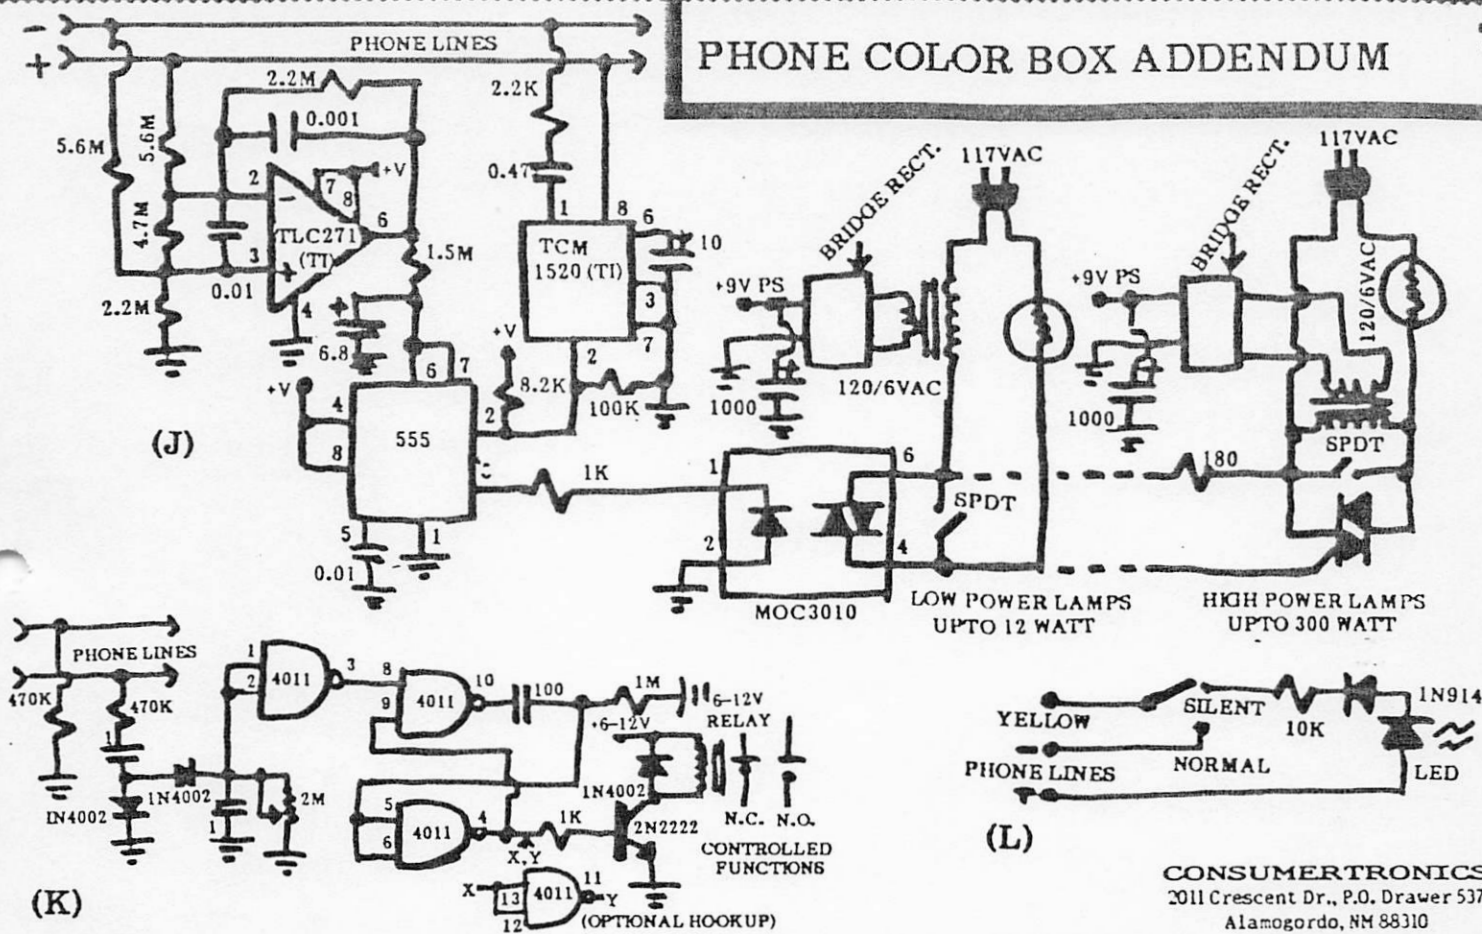 PHONE COLOR BOX ADDENDUM
-
+
PHONE LINES
2.2M
0.001
5.6M
5.6M
4.7M
2
7
8
+V
6
TLC271
(TI)
3
4
0.01
2.2M
1.5M
+
6.8
2.2K
0.47
1
8
6
10
TCM
1520 (TI)
3
7
2
+V
8.2K
100K
+V
4
8
6
7
555
2
1K
5
0.01
1
(J)
BRIDGE RECT.
117VAC
+9V PS
1000
120/6VAC
1
2
6
4
MOC3010
SPDT
LOW POWER LAMPS
UPTO 12 WATT
BRIDGE RECT.
117VAC
+9V PS
1000
120/6VAC
SPDT
180
HIGH POWER LAMPS
UPTO 300 WATT
PHONE LINES
470K
470K
1
1N4002
1N4002
1
2M
1
2
4011
3
8
9
4011
10
100
1M
6-12V
+6-12V
RELAY
5
6
4011
4
X, Y
1K
1N4002
2N2222
N.C. N.O.
CONTROLLED
FUNCTIONS
X
13
12
4011
11
Y
(OPTIONAL HOOKUP)
(K)
YELLOW
SILENT
10K
1N914
-
PHONE LINES
NORMAL
LED
(L)
CONSUMERTRONICS
2011 Crescent Dr., P.O. Drawer 537
Alamogordo, NM 88310